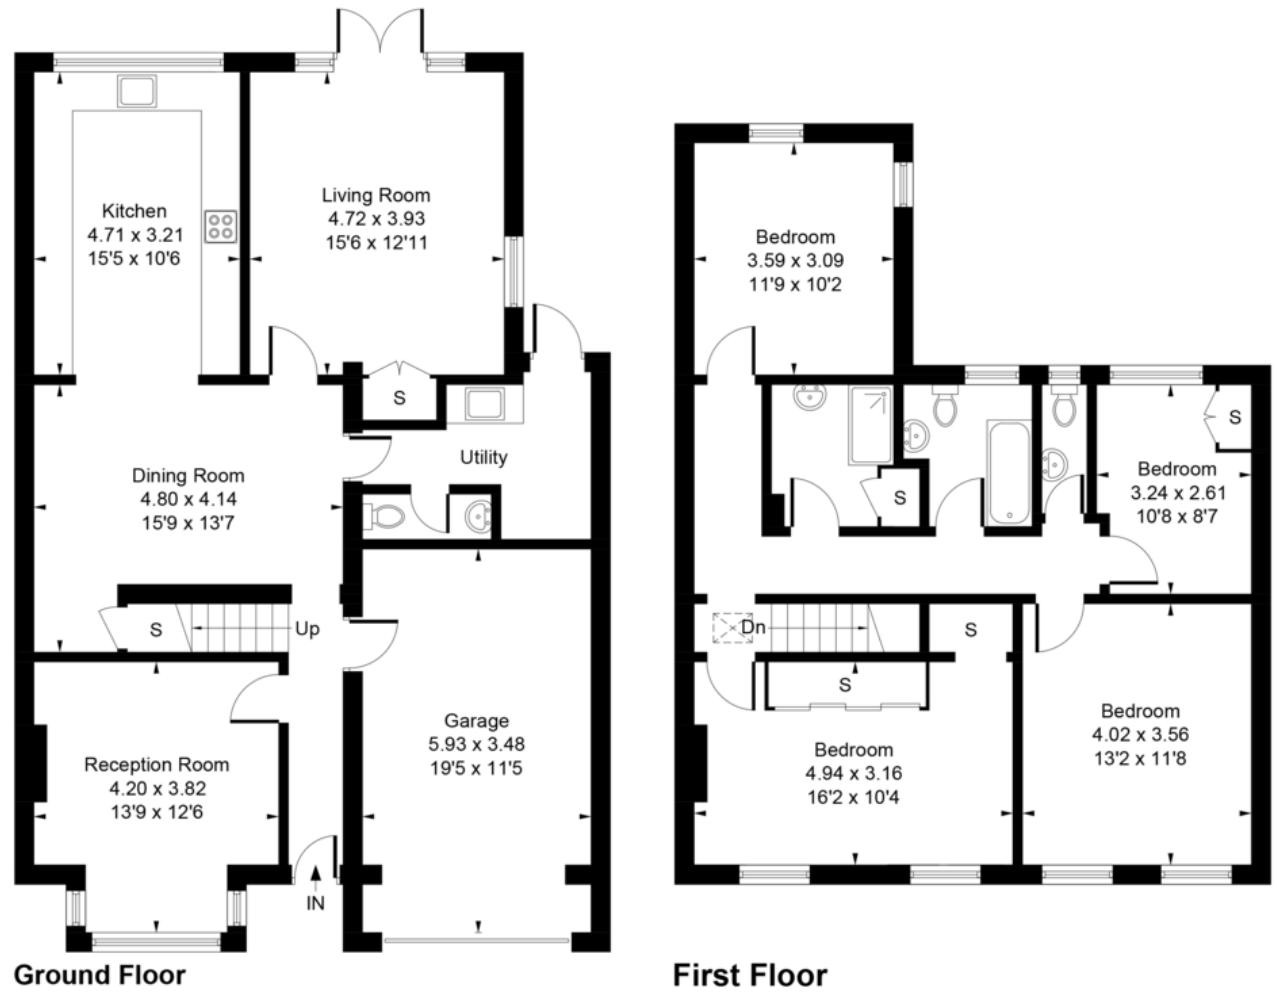 Kitchen
4.71 x 3.21
15'5 x 10'6
Living Room
4.72 x 3.93
15'6 x 12'11
S
Utility
Dining Room
4.80 x 4.14
15'9 x 13'7
S
Up
Reception Room
4.20 x 3.82
13'9 x 12'6
Garage
5.93 x 3.48
19'5 x 11'5
IN
Ground Floor
Bedroom
3.59 x 3.09
11'9 x 10'2
S
Bedroom
3.24 x 2.61
10'8 x 8'7
S
Dn
S
S
Bedroom
4.94 x 3.16
16'2 x 10'4
Bedroom
4.02 x 3.56
13'2 x 11'8
First Floor